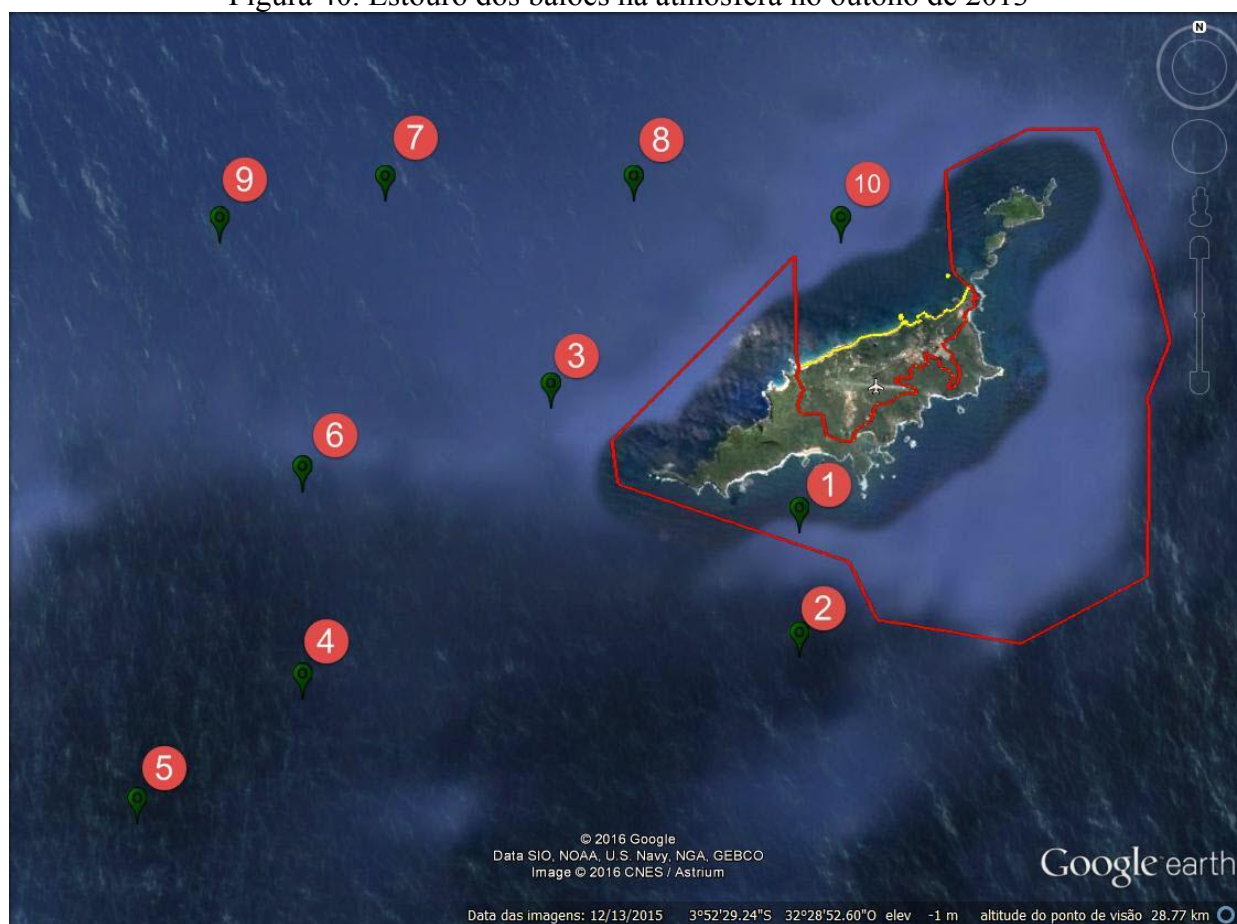 Figura 40: Estouro dos balões na atmosfera no outono de 2015
N
7
8
9
10
3
6
1
2
4
5
© 2016 Google
Data SIO, NOAA, U.S. Navy, NGA, GEBCO
Image © 2016 CNES / Astrium
Google earth
Data das imagens: 12/13/2015 3°52'29.24"S 32°28'52.60"O elev -1 m altitude do ponto de visão 28.77 km